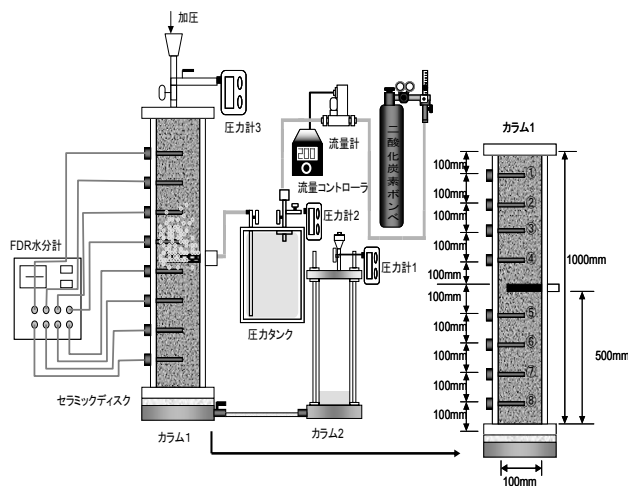 加圧
圧力計3
流量計
200
流量コントローラ
二酸化炭素ボンベ
圧力計2
FDR水分計
圧力計1
圧力タンク
セラミックディスク
カラム1
カラム2
カラム1
100mm
100mm
100mm
100mm
100mm
100mm
100mm
100mm
100mm
100mm
①
②
③
④
⑤
⑥
⑦
⑧
1000mm
500mm
100mm